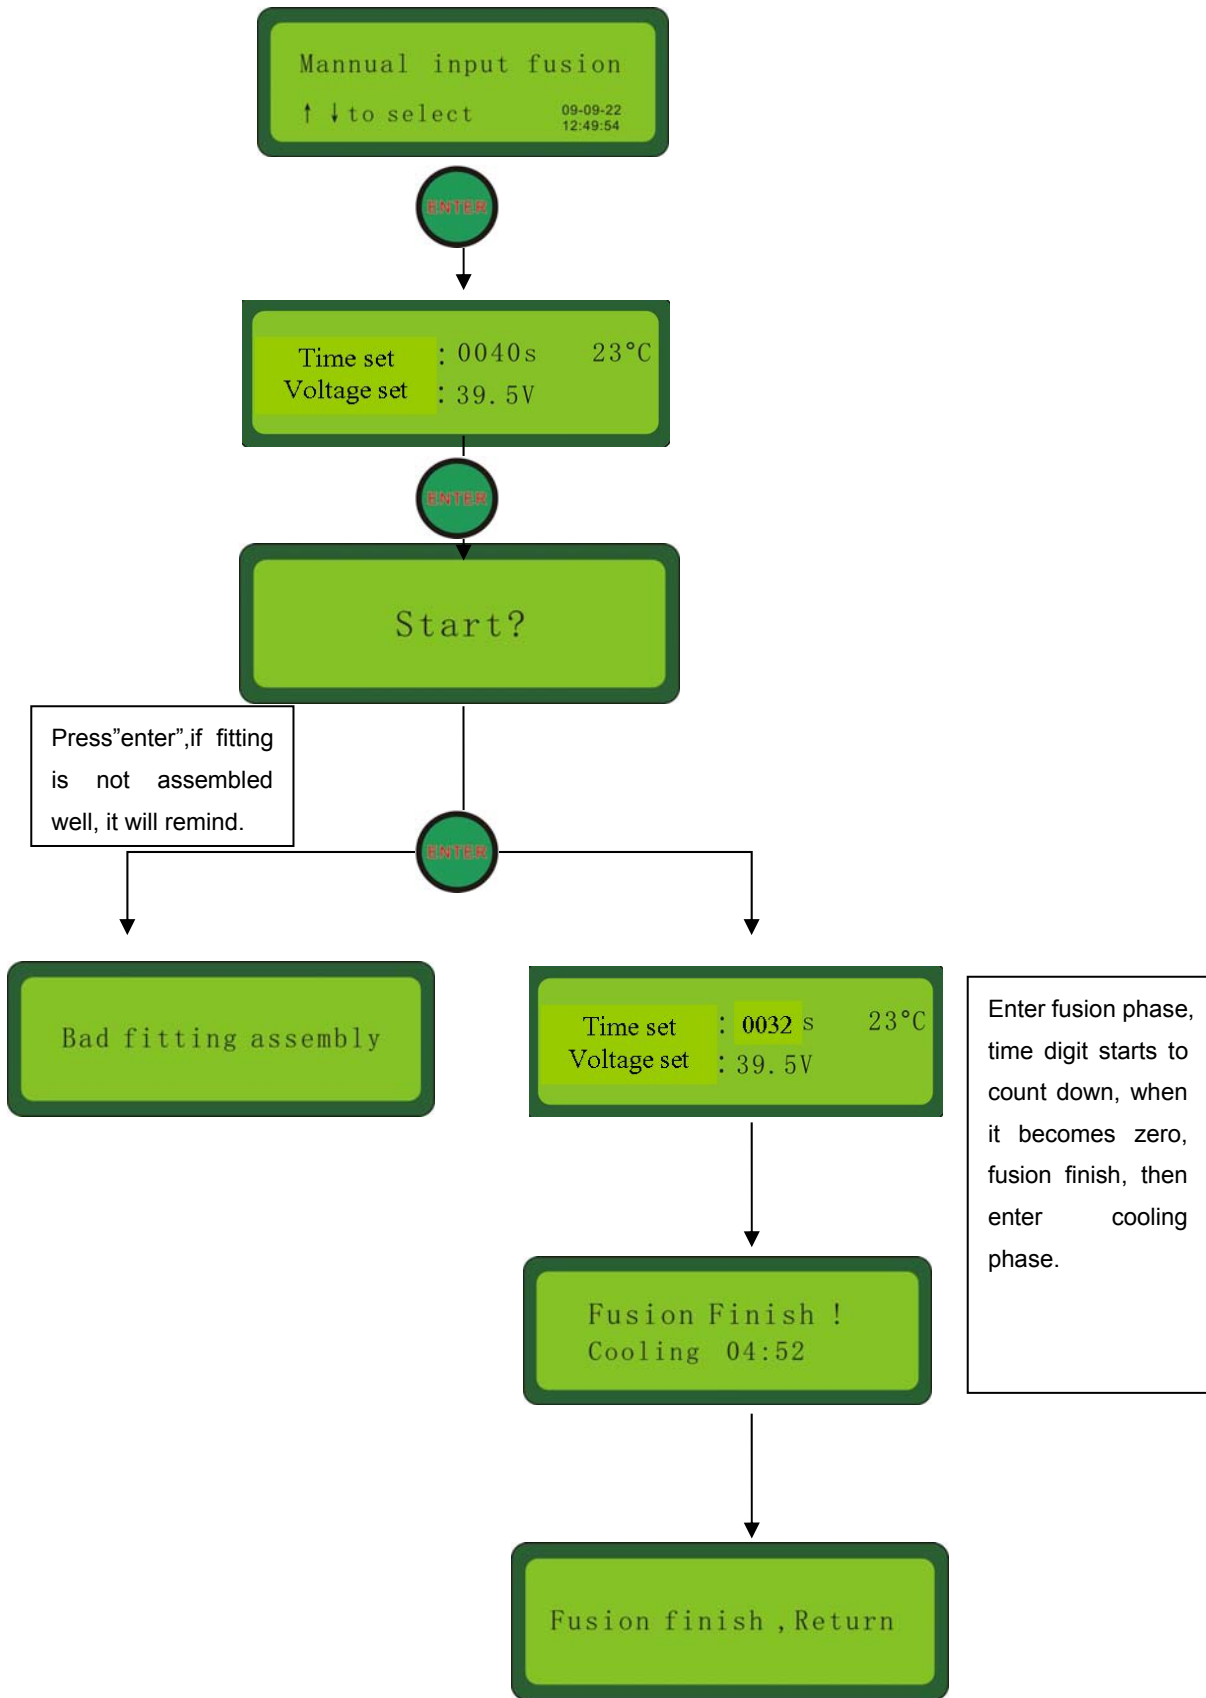 Mannual input fusion
↑ ↓ to select 09-09-22
12:49:54
ENTER
Time set : 0040s 23°C
Voltage set : 39.5V
ENTER
Start?
Press”enter”,if fitting
is not assembled
well, it will remind.
ENTER
Bad fitting assembly
Time set : 0032 s 23°C
Voltage set : 39.5V
Enter fusion phase,
time digit starts to
count down, when
it becomes zero,
fusion finish, then
enter cooling
phase.
Fusion Finish !
Cooling 04:52
Fusion finish ,Return